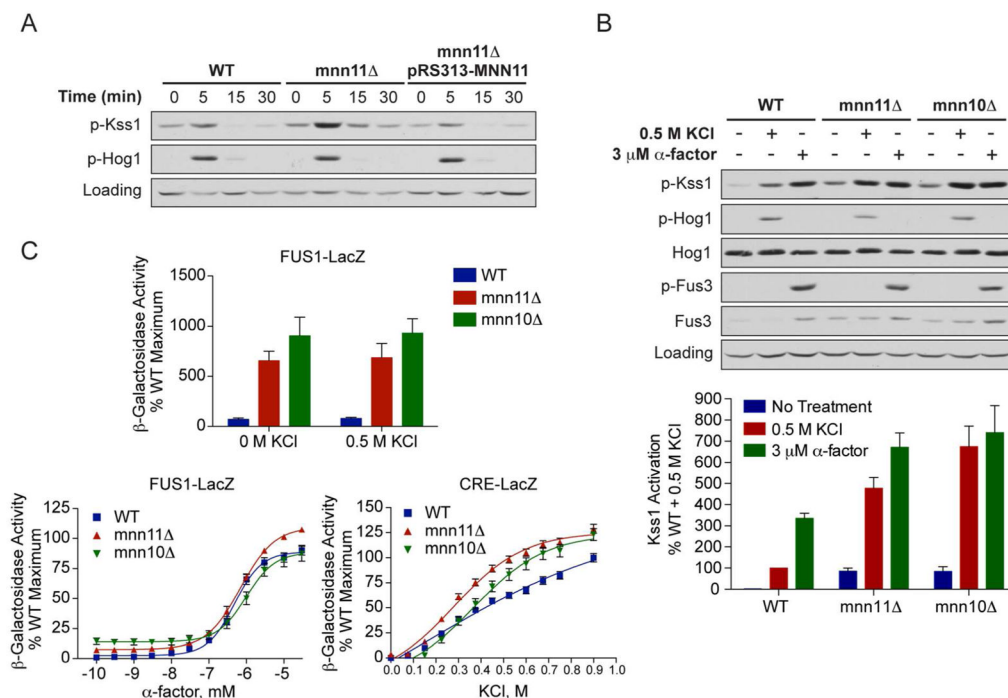 A
WT
mnn11Δ
mnn11Δ
pRS313-MNN11
Time (min) 0 5 15 30 0 5 15 30 0 5 15 30
p-Kss1
p-Hog1
Loading
B
WT mnn11Δ mnn10Δ
0.5 M KCl - + - - + - - + -
3 μM α-factor - - + - - + - - +
p-Kss1
p-Hog1
Hog1
p-Fus3
Fus3
Loading
Kss1 Activation
% WT + 0.5 M KCl
900
800
700
600
500
400
300
200
100
0
No Treatment
0.5 M KCl
3 μM α-factor
WT mnn11Δ mnn10Δ
C
FUS1-LacZ
β-Galactosidase Activity
% WT Maximum
1500
1000
500
0
WT
mnn11Δ
mnn10Δ
0 M KCl 0.5 M KCl
FUS1-LacZ
β-Galactosidase Activity
% WT Maximum
125
100
75
50
25
0
WT
mnn11Δ
mnn10Δ
-10 -9 -8 -7 -6 -5
α-factor, mM
CRE-LacZ
β-Galactosidase Activity
% WT Maximum
150
125
100
75
50
25
0
WT
mnn11Δ
mnn10Δ
0.0 0.1 0.2 0.3 0.4 0.5 0.6 0.7 0.8 0.9 1.0
KCl, M